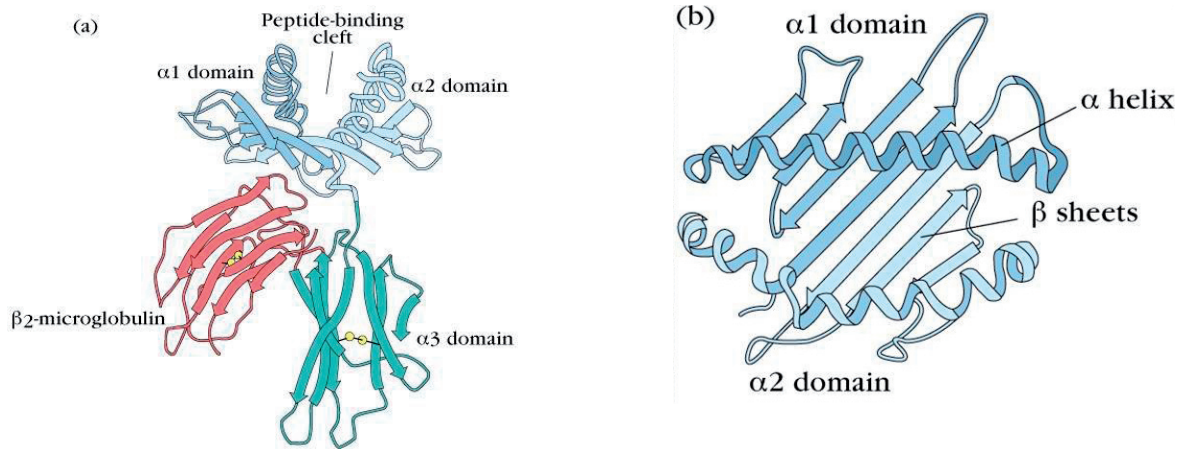 (a)
Peptide-binding
cleft
α1 domain
α2 domain
β2-microglobulin
α3 domain
(b)
α1 domain
α helix
β sheets
α2 domain